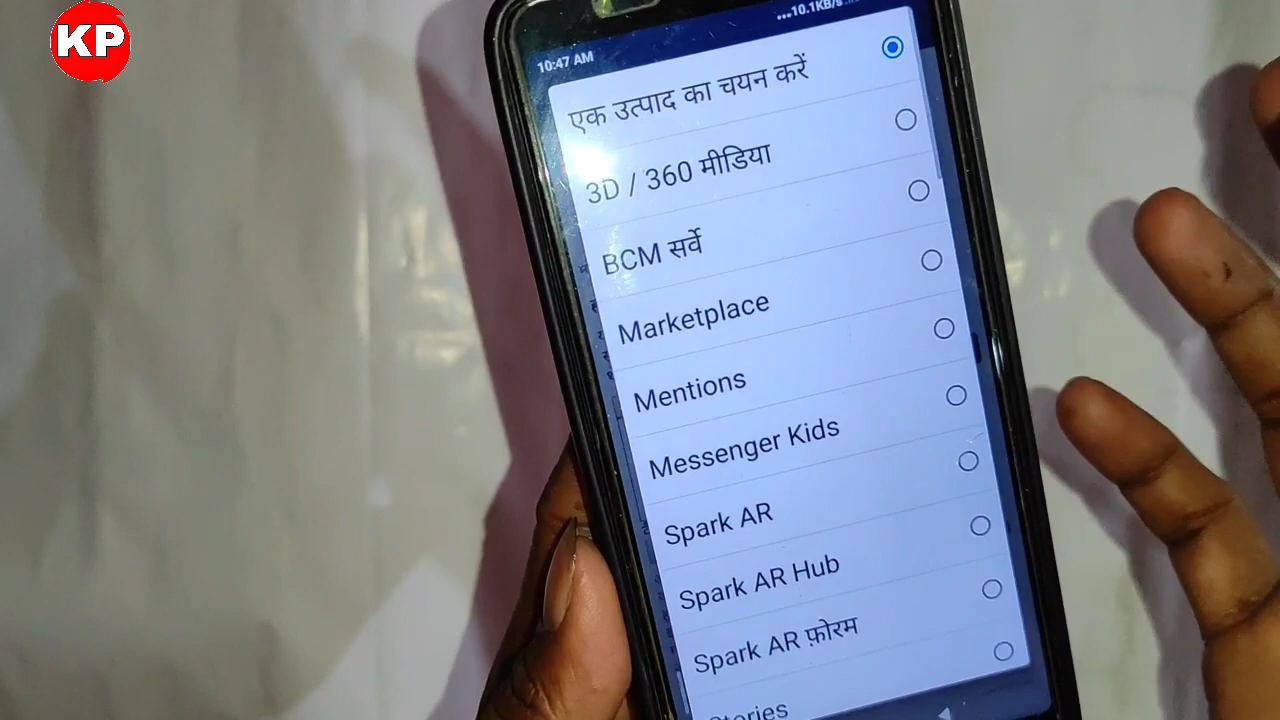 KP
10:47 AM
...10.1KB/s
एक उत्पाद का चयन करें
3D / 360 मीडिया
BCM सर्वे
Marketplace
Mentions
Messenger Kids
Spark AR
Spark AR Hub
Spark AR फ़ोरम
Stories